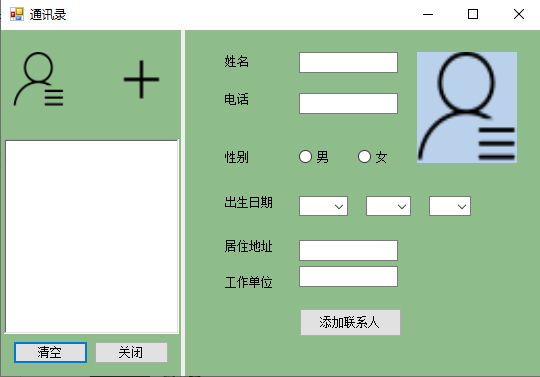 通讯录
姓名
电话
性别
男
女
出生日期
居住地址
工作单位
添加联系人
清空
关闭